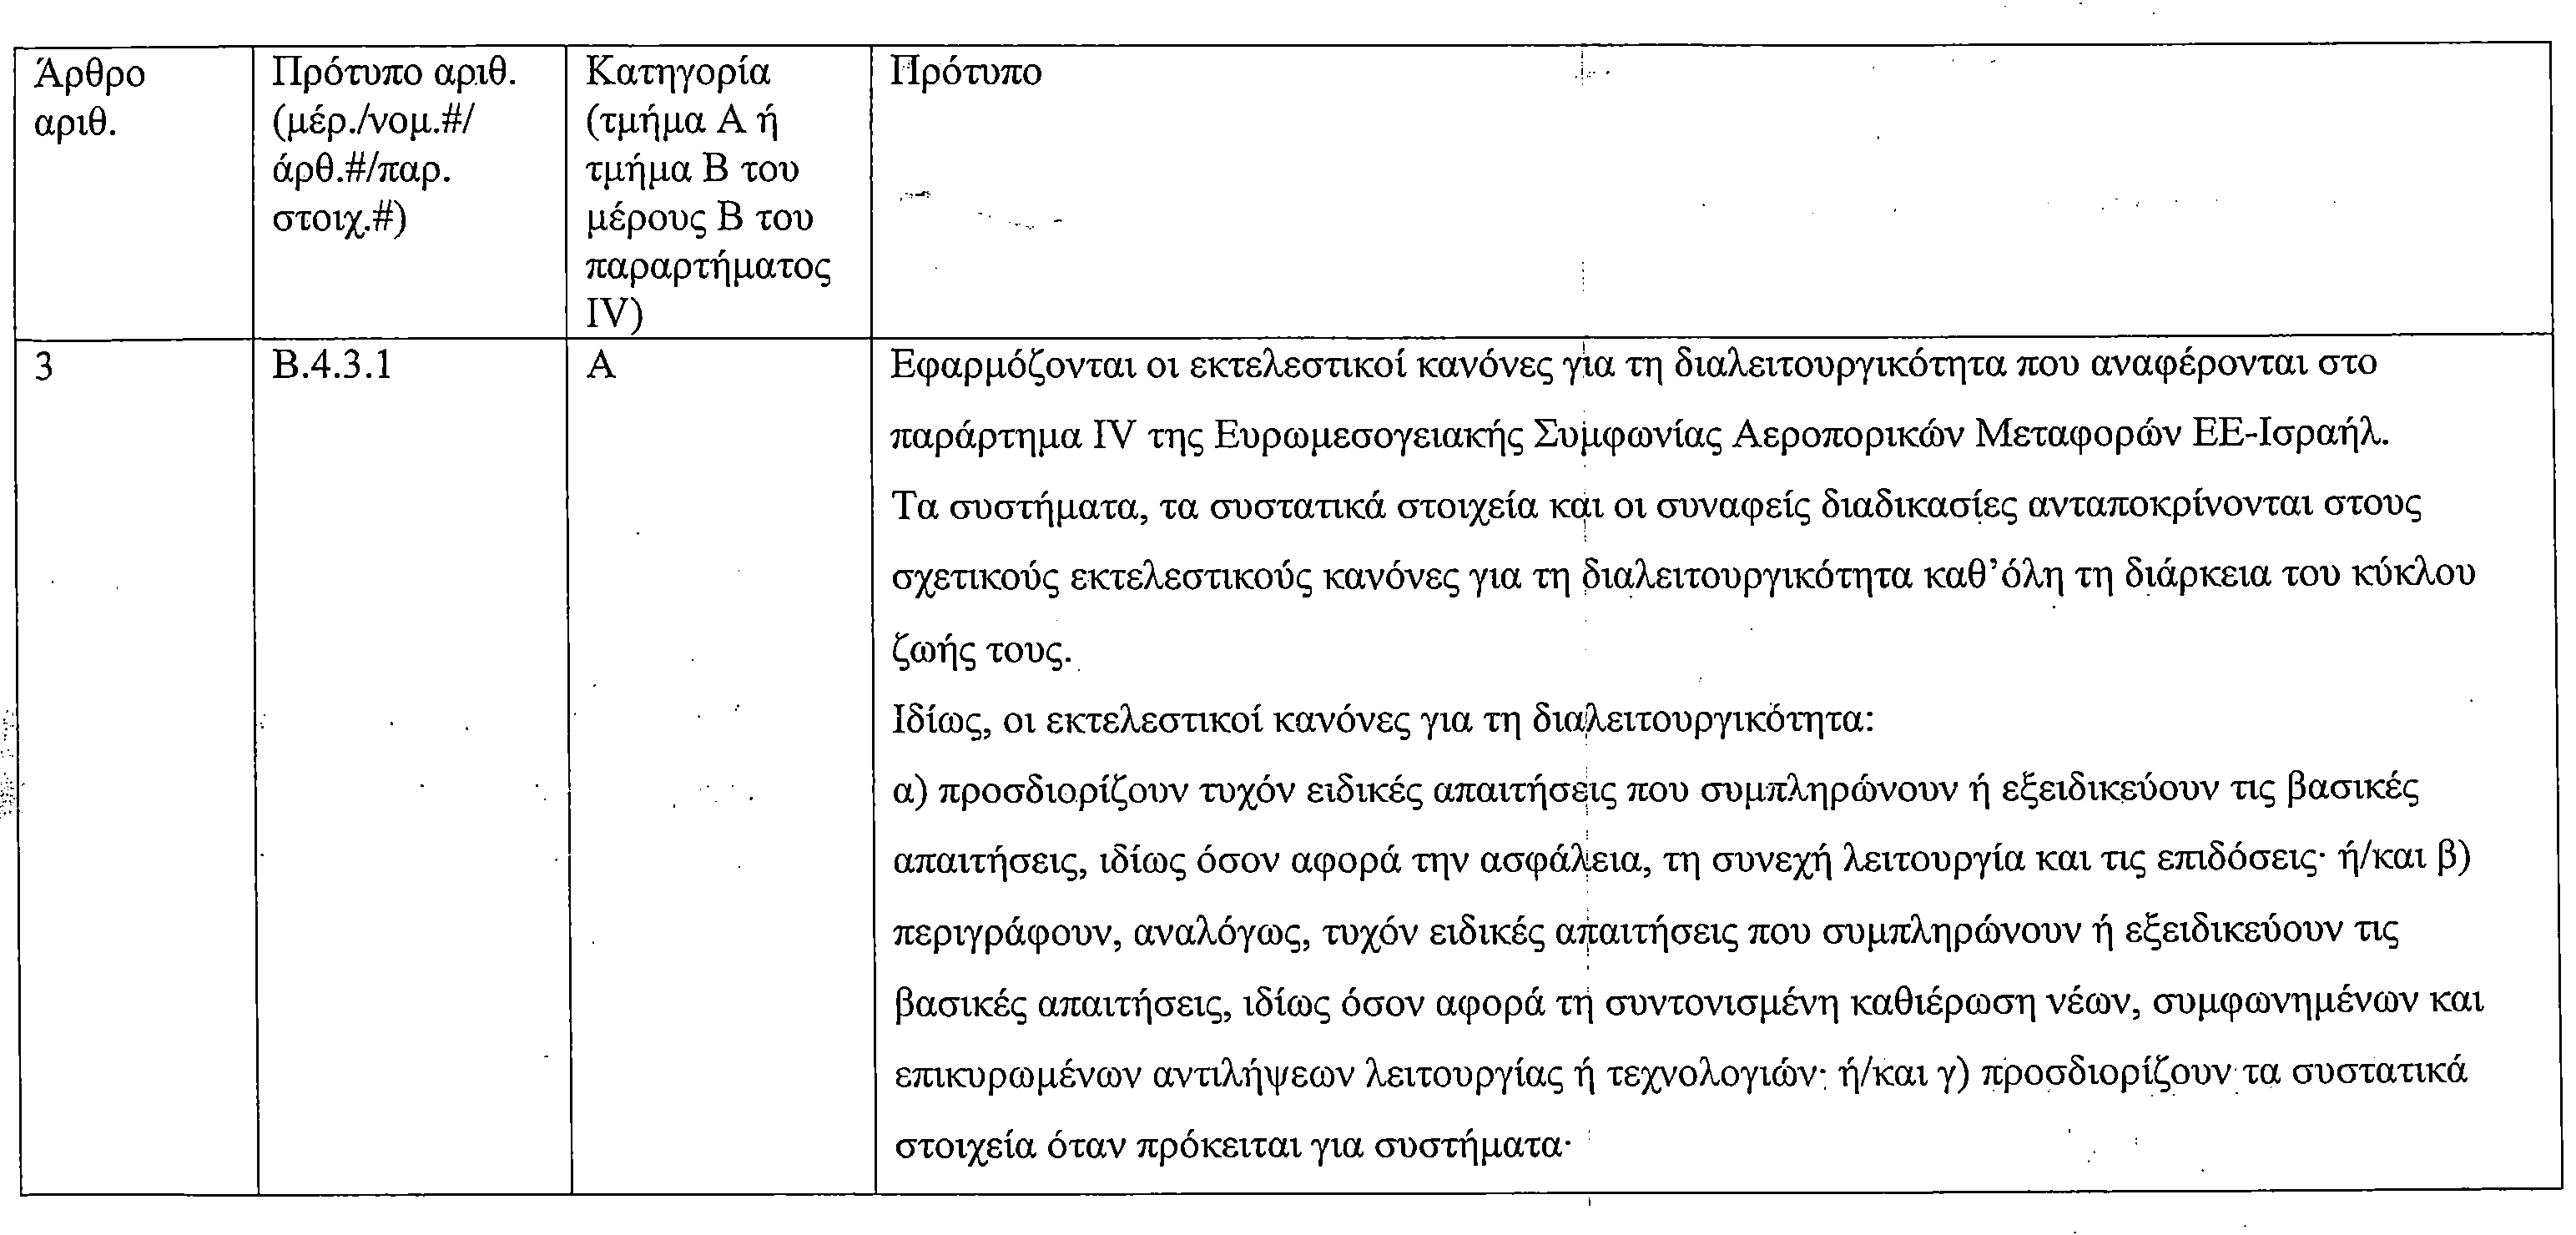 Άρθρο
αριθ.
Πρότυπο αριθ.
(μέρ./νομ.#/
άρθ.#/παρ.
στοιχ.#)
Κατηγορία
(τμήμα Α ή
τμήμα Β του
μέρους Β του
παραρτήματος
IV)
Πρότυπο
3
Β.4.3.1
Α
Εφαρμόζονται οι εκτελεστικοί κανόνες για τη διαλειτουργικότητα που αναφέρονται στο
παράρτημα IV της Ευρωμεσογειακής Συμφωνίας Αεροπορικών Μεταφορών ΕΕ-Ισραήλ.
Τα συστήματα, τα συστατικά στοιχεία και οι συναφείς διαδικασίες ανταποκρίνονται στους
σχετικούς εκτελεστικούς κανόνες για τη διαλειτουργικότητα καθ’όλη τη διάρκεια του κύκλου
ζωής τους.
Ιδίως, οι εκτελεστικοί κανόνες για τη διαλειτουργικότητα:
α) προσδιορίζουν τυχόν ειδικές απαιτήσεις που συμπληρώνουν ή εξειδικεύουν τις βασικές
απαιτήσεις, ιδίως όσον αφορά την ασφάλεια, τη συνεχή λειτουργία και τις επιδόσεις· ή/και β)
περιγράφουν, αναλόγως, τυχόν ειδικές απαιτήσεις που συμπληρώνουν ή εξειδικεύουν τις
βασικές απαιτήσεις, ιδίως όσον αφορά τη συντονισμένη καθιέρωση νέων, συμφωνημένων και
επικυρωμένων αντιλήψεων λειτουργίας ή τεχνολογιών· ή/και γ) προσδιορίζουν τα συστατικά
στοιχεία όταν πρόκειται για συστήματα·